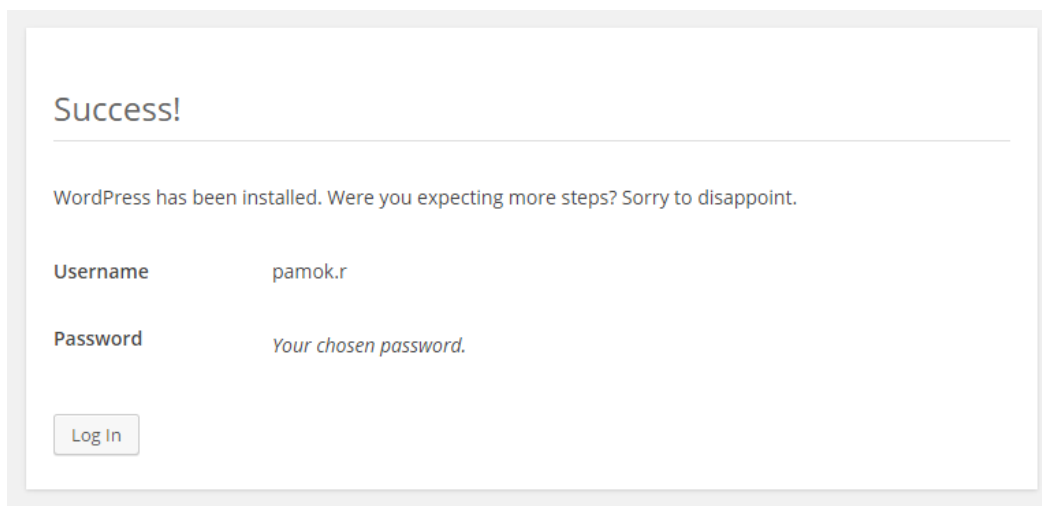 Success!
WordPress has been installed. Were you expecting more steps? Sorry to disappoint.
Username pamok.r
Password Your chosen password.
Log In